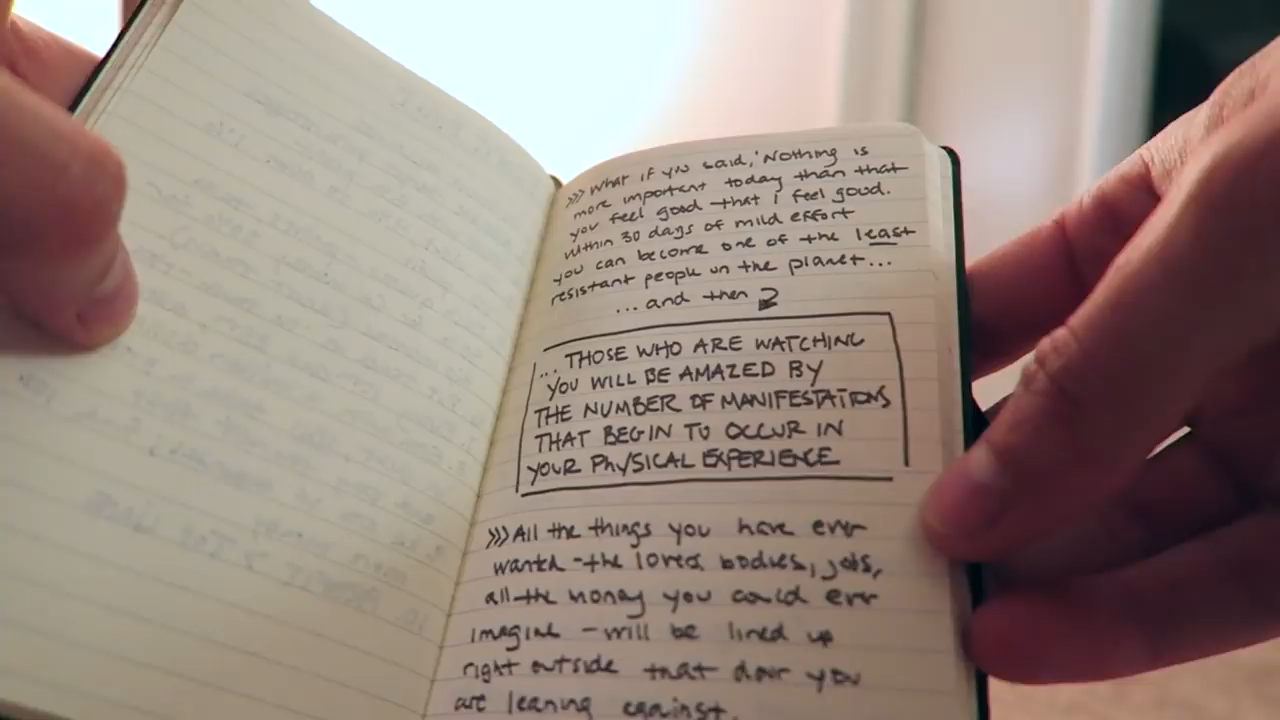 >>> What if you said, 'Nothing is
more important today than that
you feel good – that I feel good.
Within 30 days of mild effort
you can become one of the least
resistant people on the planet...
... and then
... THOSE WHO ARE WATCHING
YOU WILL BE AMAZED BY
THE NUMBER OF MANIFESTATIONS
THAT BEGIN TO OCCUR IN
YOUR PHYSICAL EXPERIENCE
>>> All the things you have ever
wanted – the lovers, bodies, jobs,
all the money you could ever
imagine – will be lined up
right outside that door you
are leaning against.